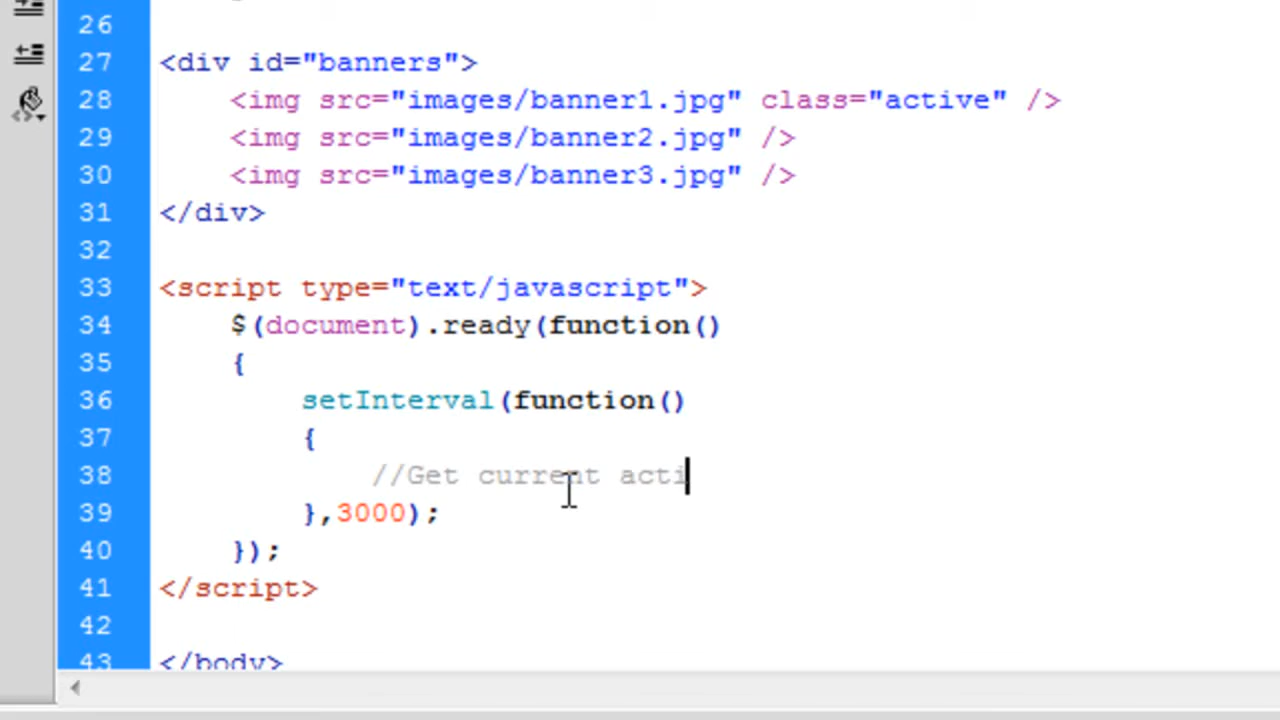 26
27 <div id="banners">
28 <img src="images/banner1.jpg" class="active" />
29 <img src="images/banner2.jpg" />
30 <img src="images/banner3.jpg" />
31 </div>
32
33 <script type="text/javascript">
34 $(document).ready(function()
35 {
36 setInterval(function()
37 {
38 //Get current acti
39 },3000);
40 });
41 </script>
42
43 </body>